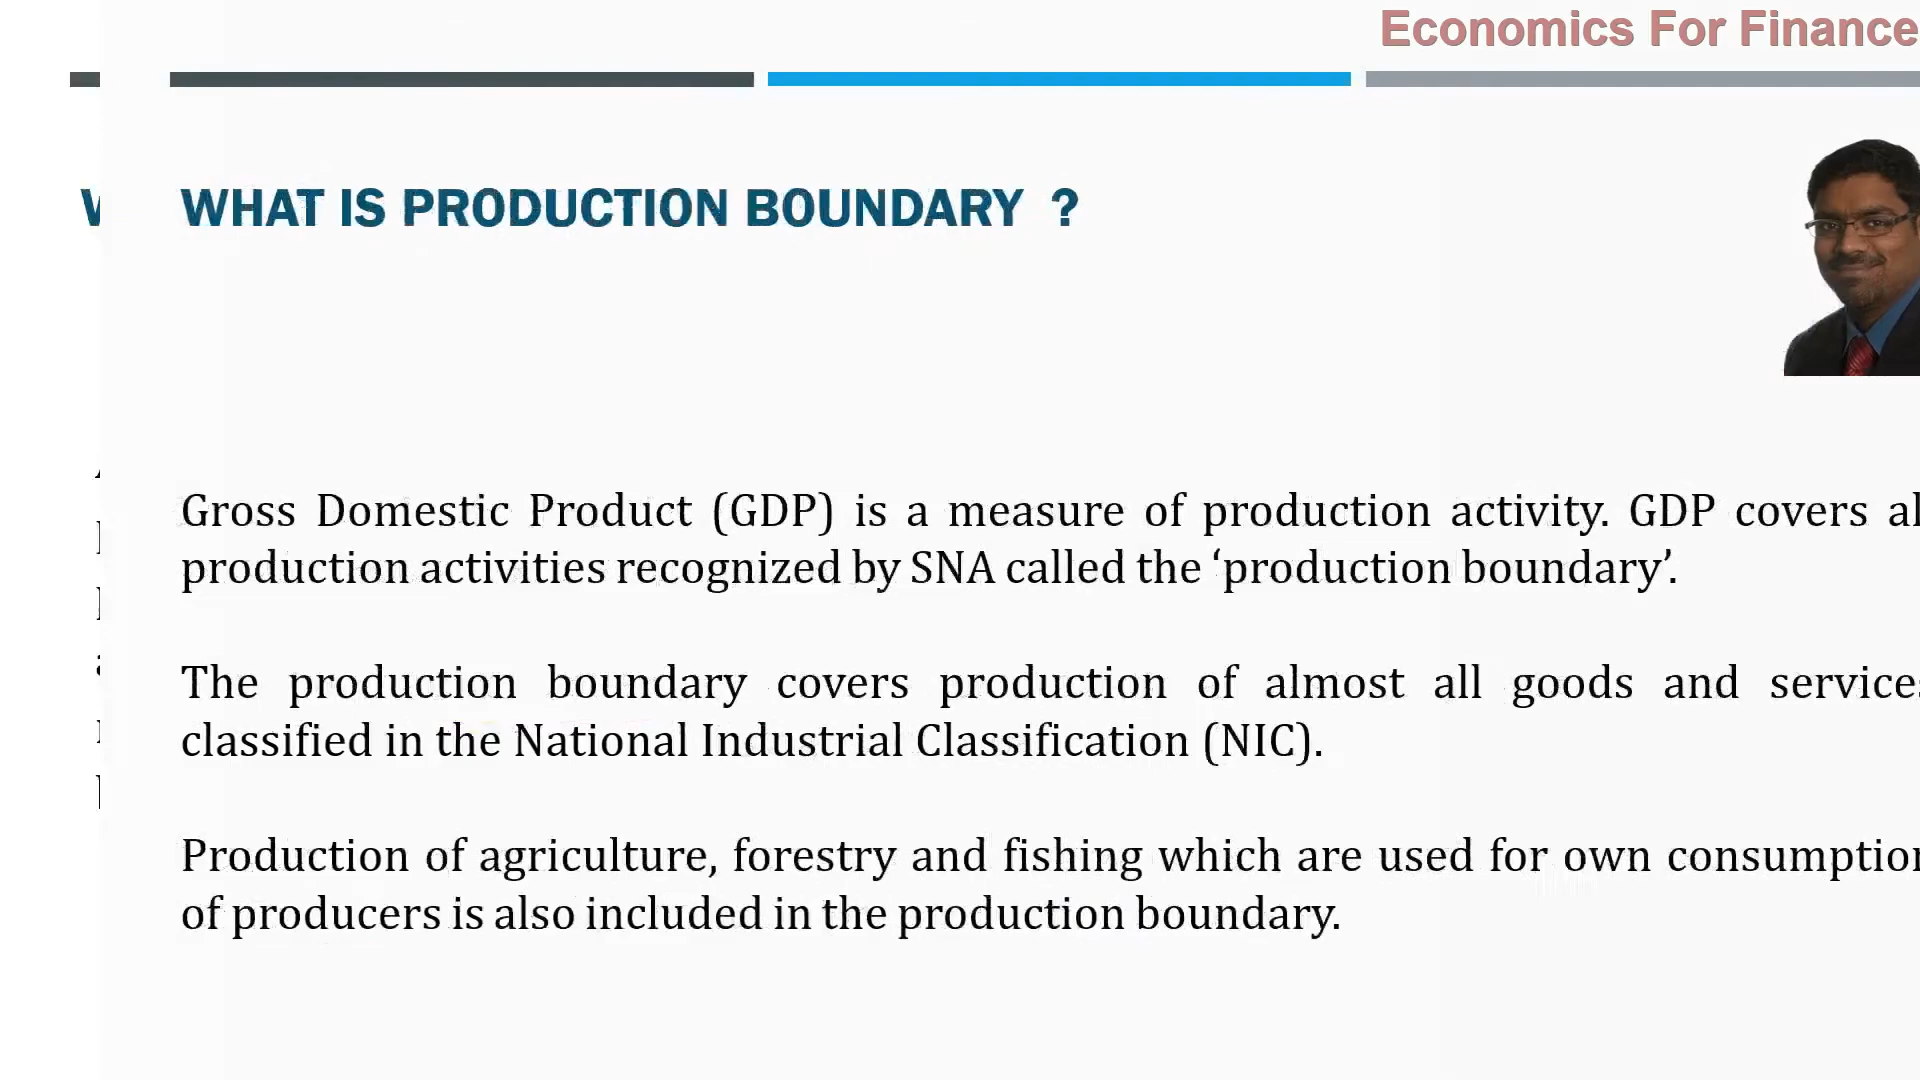 Economics For Finance
WHAT IS PRODUCTION BOUNDARY ?
Gross Domestic Product (GDP) is a measure of production activity. GDP covers al
production activities recognized by SNA called the ‘production boundary’.
The production boundary covers production of almost all goods and services
classified in the National Industrial Classification (NIC).
Production of agriculture, forestry and fishing which are used for own consumption
of producers is also included in the production boundary.